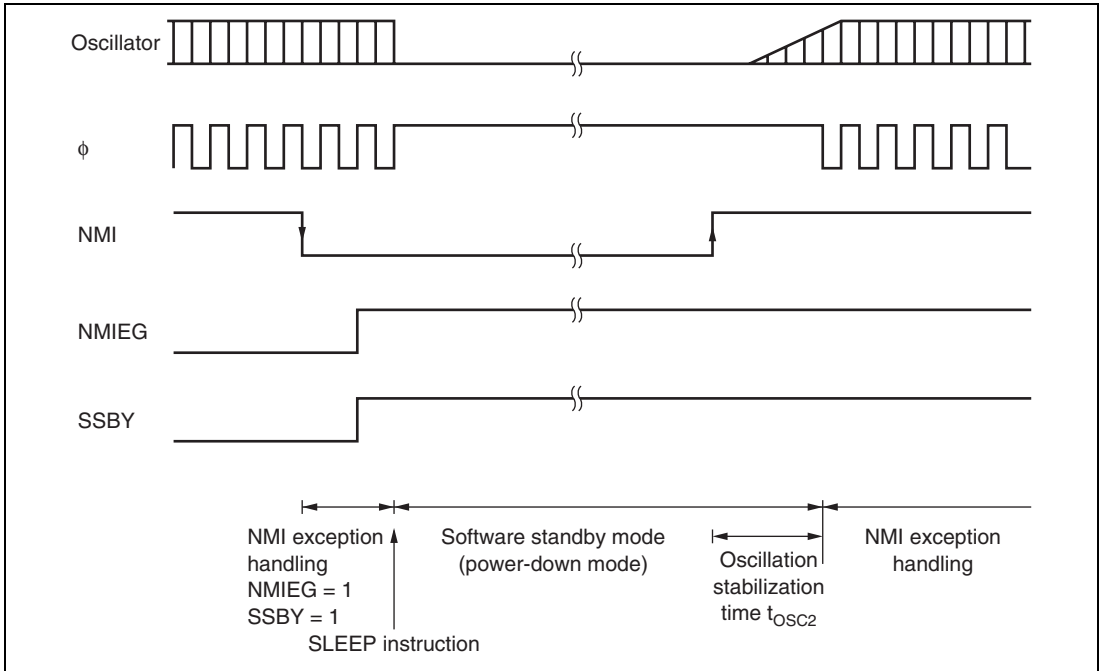 Oscillator
ϕ
NMI
NMIEG
SSBY
NMI exception
handling
NMIEG = 1
SSBY = 1
SLEEP instruction
Software standby mode
(power-down mode)
Oscillation
stabilization
time tOSC2
NMI exception
handling